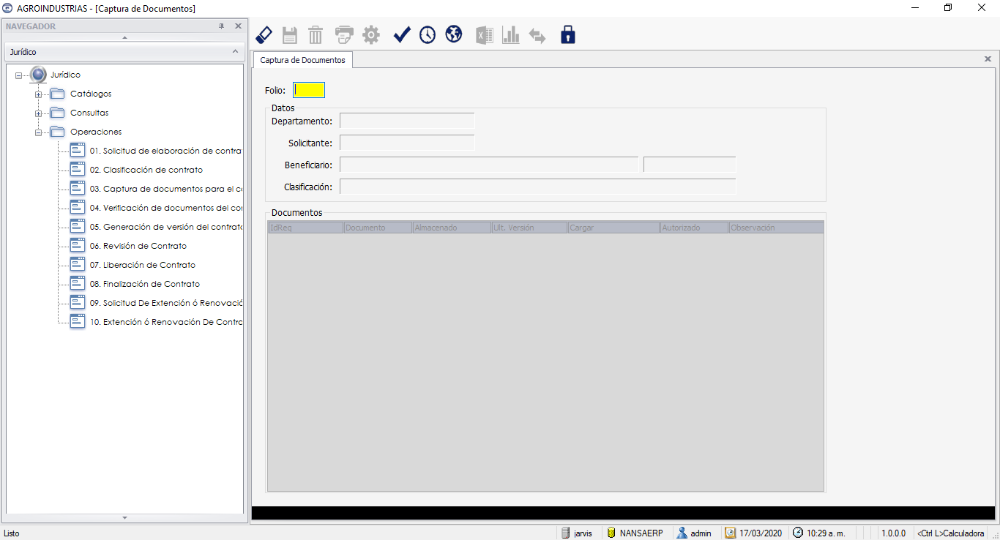 AGROINDUSTRIAS - [Captura de Documentos]
NAVEGADOR
Jurídico
Jurídico
Catálogos
Consultas
Operaciones
01. Solicitud de elaboración de contra
02. Clasificación de contrato
03. Captura de documentos para el c
04. Verificación de documentos del co
05. Generación de versión del contrato
06. Revisión de Contrato
07. Liberación de Contrato
08. Finalización de Contrato
09. Solicitud De Extención ó Renovació
10. Extención ó Renovación De Contra
Captura de Documentos
Folio:
Datos
Departamento:
Solicitante:
Beneficiario:
Clasificación:
Documentos
IdReq Documento Almacenado Ult. Versión Cargar Autorizado Observación
Listo jarvis NANSAERP admin 17/03/2020 10:29 a. m. 1.0.0.0 <Ctrl L>Calculadora